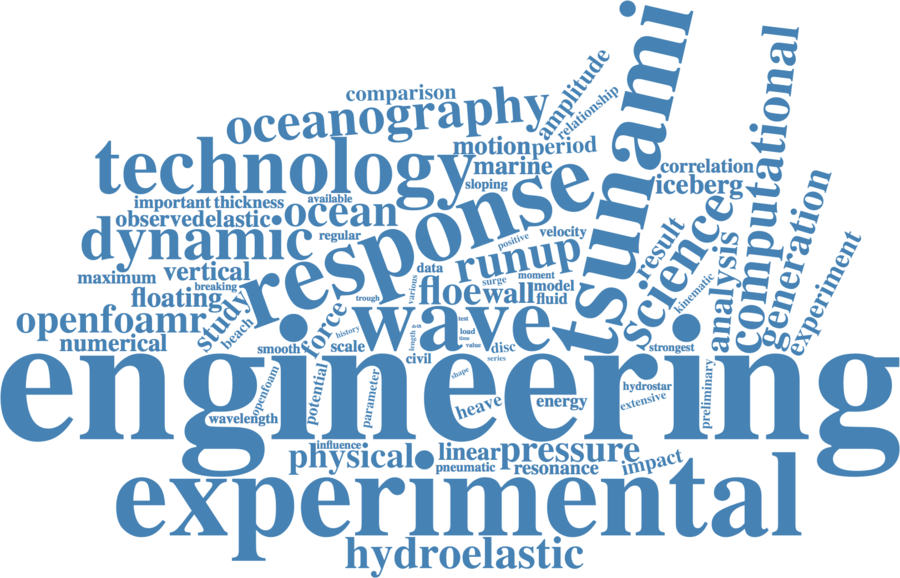 tsunami
computational
comparison
amplitude
oceanography
relationship
technology
motion
period
marine
correlation
sloping
iceberg
response
important
thickness
available
observed
elastic
ocean
science
generation
dynamic
regular
positive
velocity
result
runup
experiment
analysis
maximum
vertical
data
surge
moment
kinematic
breaking
various
floating
trough
floe
wall
model
fluid
study
openfoamr
beach
force
wave
history
test
load
time
value
length
numerical
smooth
scale
civil
disc
series
strongest
engineering
openfoam
potential
parameter
shape
hydrostar
preliminary
wavelength
heave
energy
extensive
influence
physical
linear
pressure
pneumatic
resonance
impact
experimental
hydroelastic